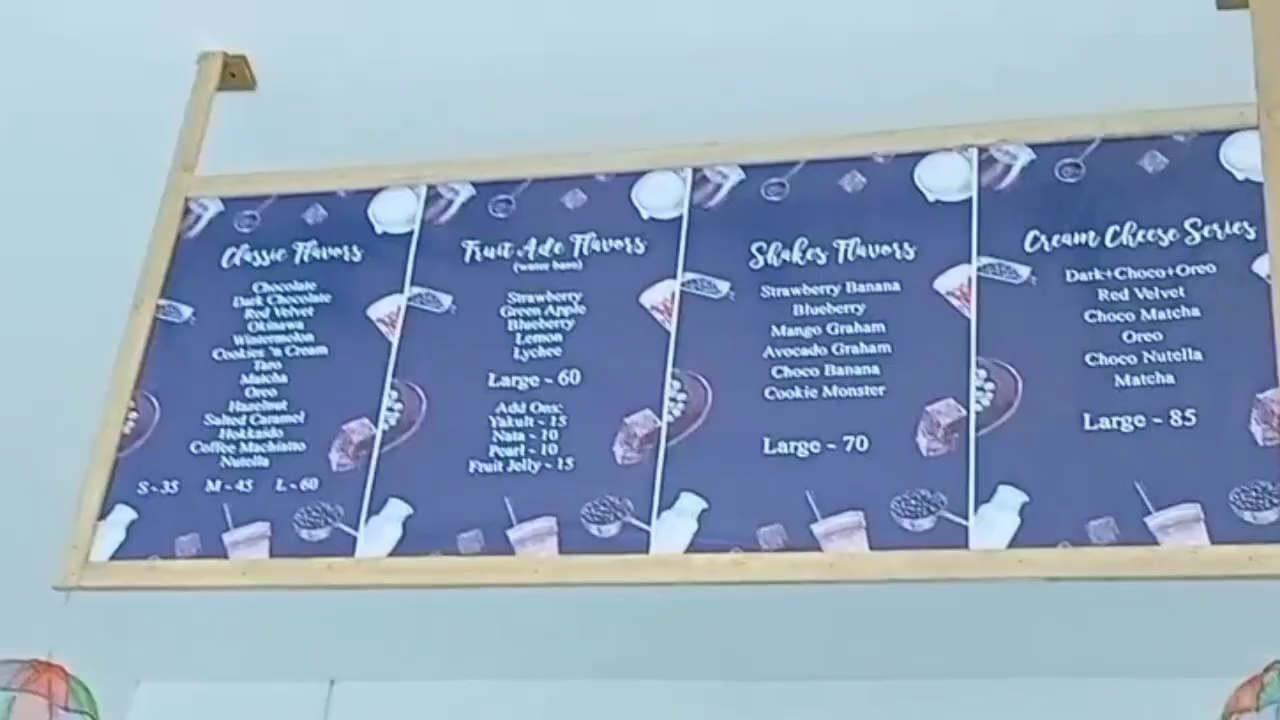 Classic Flavors
Chocolate
Dark Chocolate
Red Velvet
Okinawa
Wintermelon
Cookies 'n Cream
Taro
Matcha
Oreo
Hazelnut
Salted Caramel
Hokkaido
Coffee Machiatto
Nutella
S - 35 M - 45 L - 60
Fruit Ade Flavors
(water base)
Strawberry
Green Apple
Blueberry
Lemon
Lychee
Large - 60
Add Ons:
Yakult - 15
Nata - 10
Pearl - 10
Fruit Jelly - 15
Shakes Flavors
Strawberry Banana
Blueberry
Mango Graham
Avocado Graham
Choco Banana
Cookie Monster
Large - 70
Cream Cheese Series
Dark+Choco+Oreo
Red Velvet
Choco Matcha
Oreo
Choco Nutella
Matcha
Large - 85